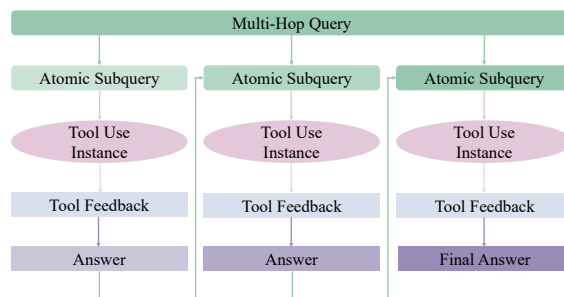 Multi-Hop Query
Atomic Subquery
Atomic Subquery
Atomic Subquery
Tool Use
Instance
Tool Use
Instance
Tool Use
Instance
Tool Feedback
Tool Feedback
Tool Feedback
Answer
Answer
Final Answer